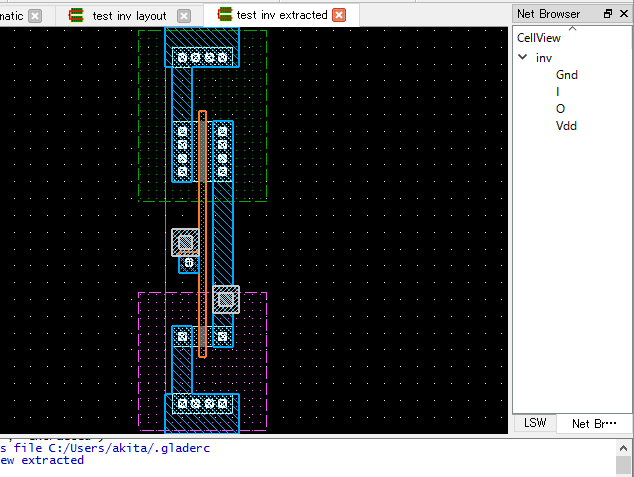 matic
test inv layout
test inv extracted
Net Browser
CellView
inv
Gnd
I
O
Vdd
LSW
Net Br⋯
s file C:/Users/akita/.gladerc
ew extracted